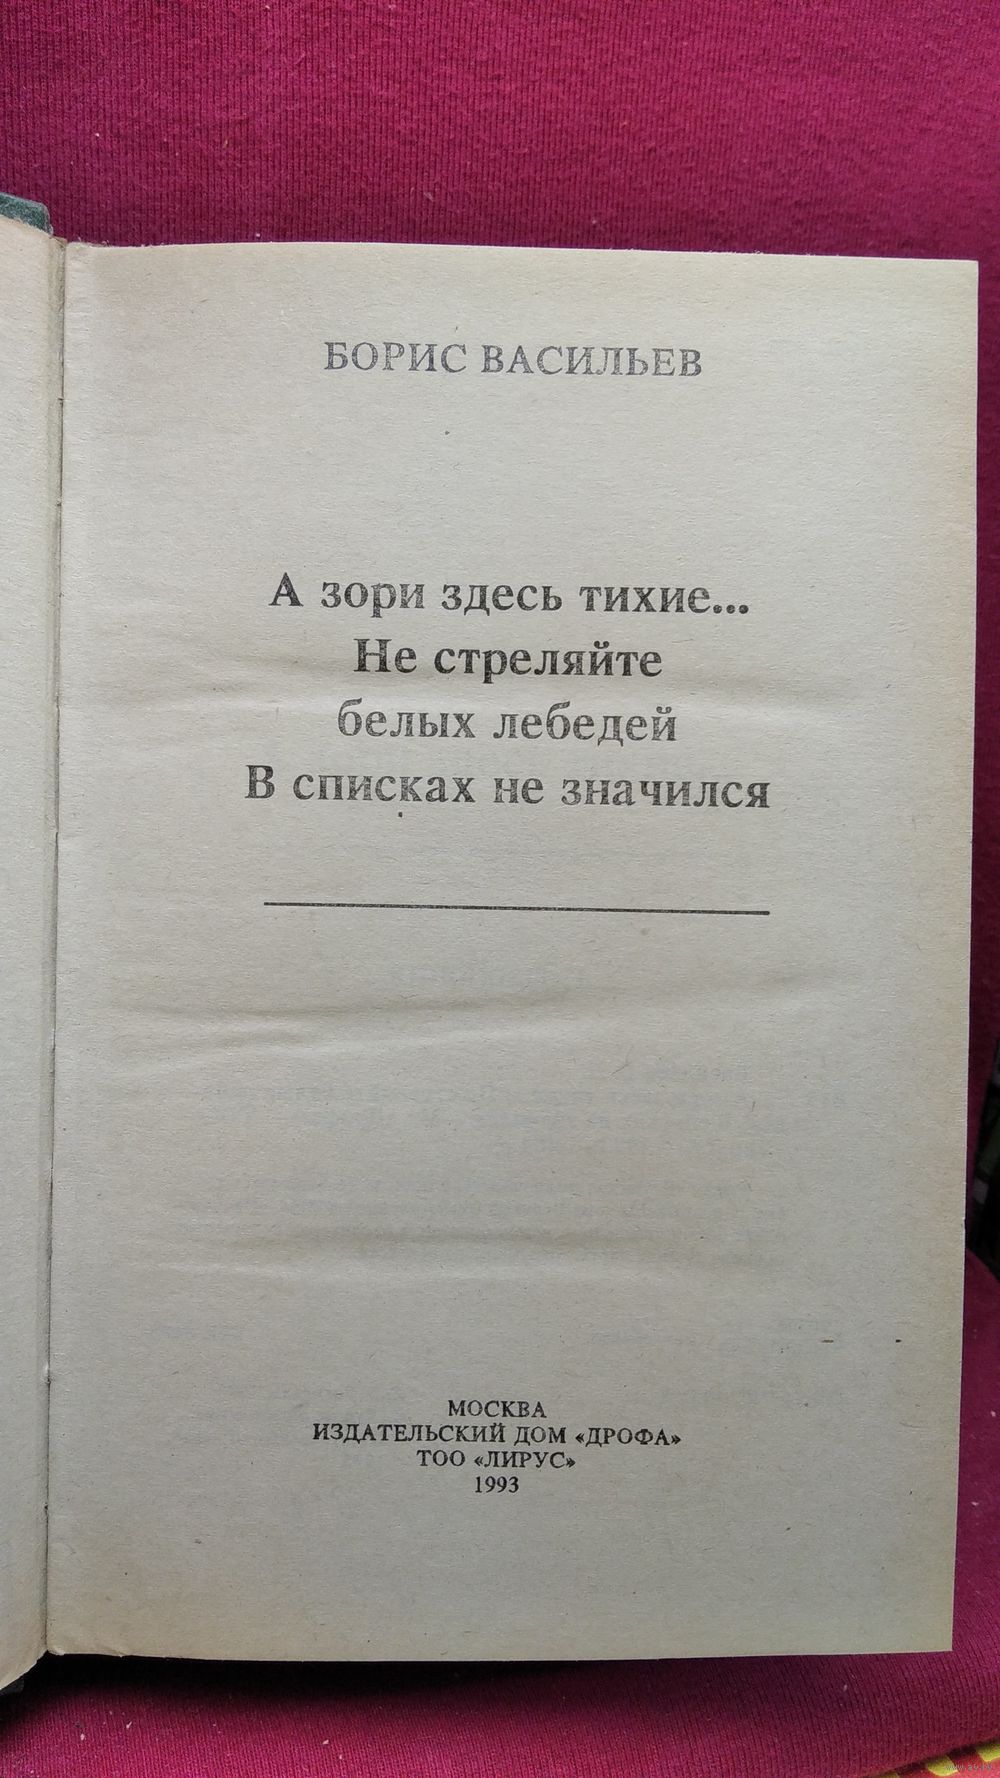 БОРИС ВАСИЛЬЕВ
А зори здесь тихие...
Не стреляйте
белых лебедей
В списках не значился
МОСКВА
ИЗДАТЕЛЬСКИЙ ДОМ «ДРОФА»
ТОО «ЛИРУС»
1993